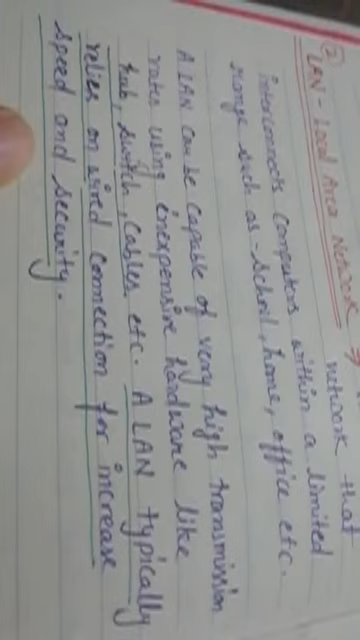 ② LAN - Local Area Network →
network that
interconnects computers within a limited
range such as - school, home, office etc.
A LAN can be capable of very high transmission
rates using inexpensive hardware like
hub, switch, cables etc. A LAN typically
relies on wired connection for increase
speed and security.